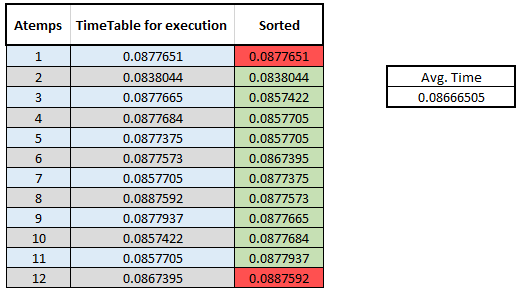 Atemps TimeTable for execution Sorted
1 0.0877651 0.0877651
2 0.0838044 0.0838044
Avg. Time
3 0.0877665 0.0857422
0.08666505
4 0.0877684 0.0857705
5 0.0877375 0.0857705
6 0.0877573 0.0867395
7 0.0857705 0.0877375
8 0.0887592 0.0877573
9 0.0877937 0.0877665
10 0.0857422 0.0877684
11 0.0857705 0.0877937
12 0.0867395 0.0887592